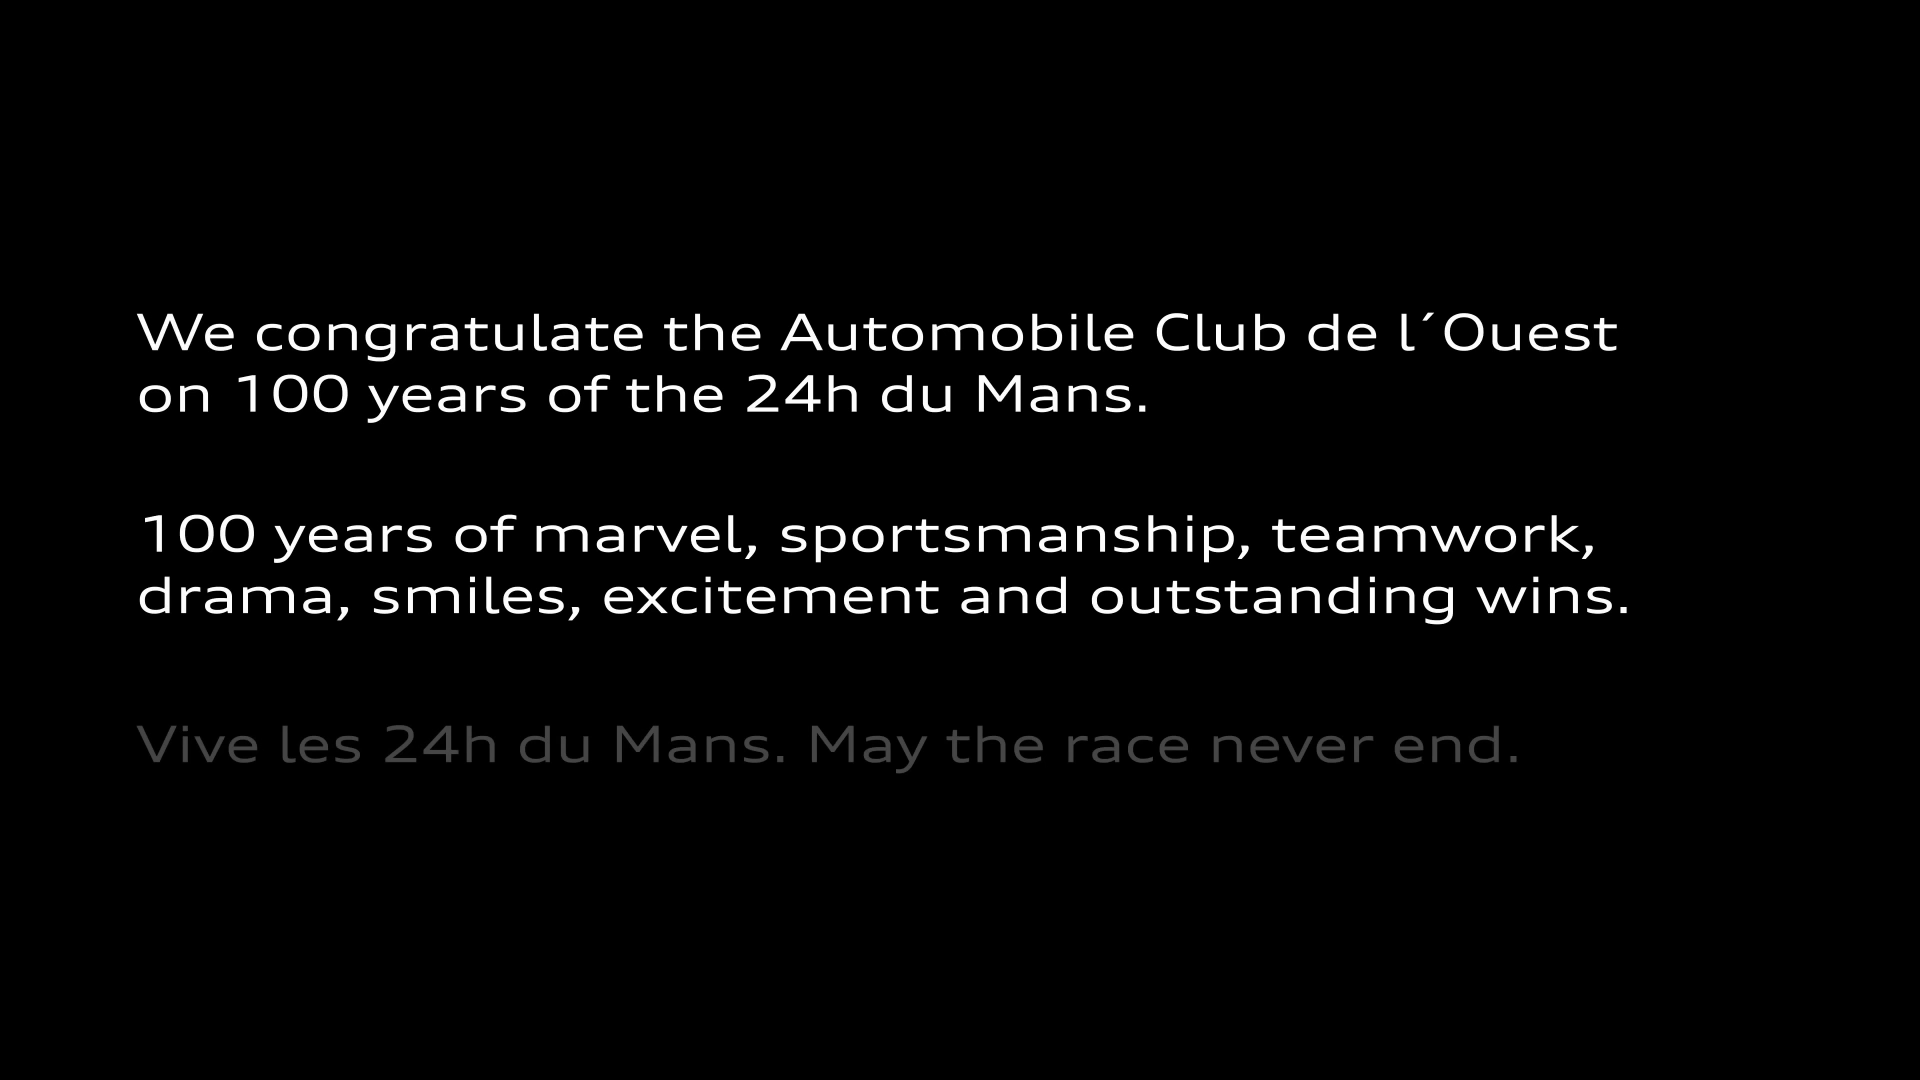 We congratulate the Automobile Club de l´Ouest
on 100 years of the 24h du Mans.
100 years of marvel, sportsmanship, teamwork,
drama, smiles, excitement and outstanding wins.
Vive les 24h du Mans. May the race never end.